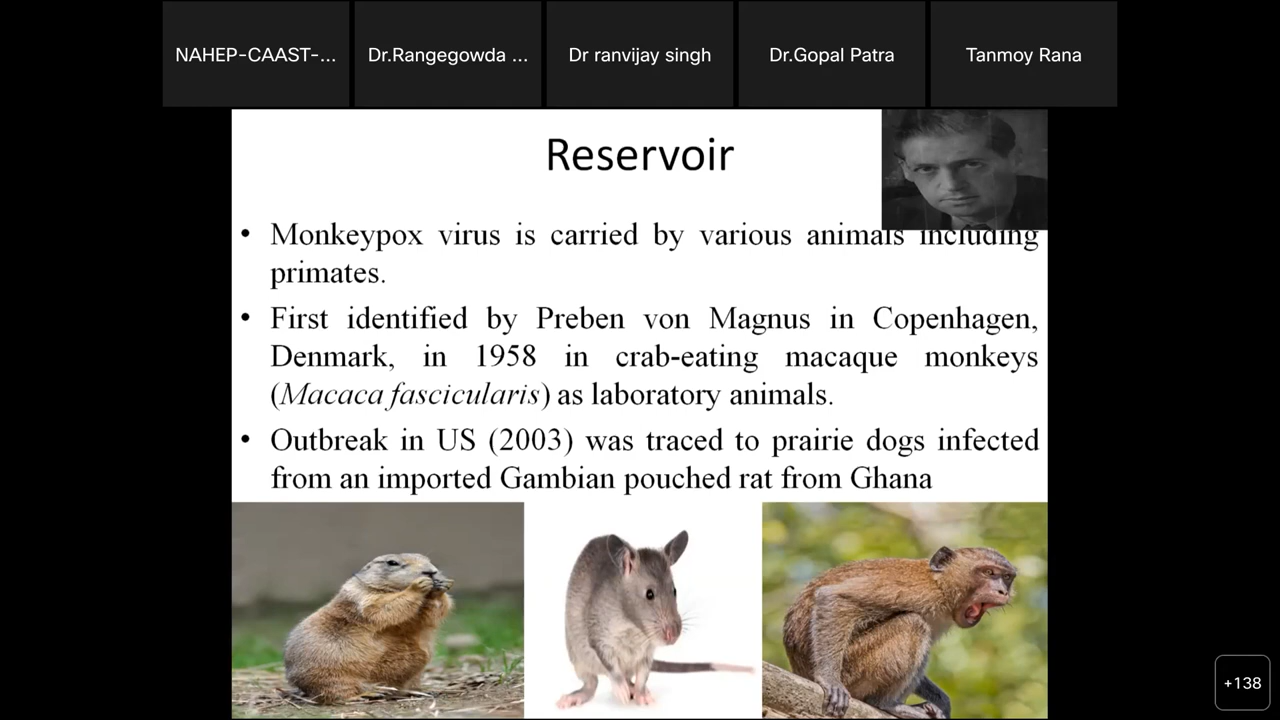 NAHEP-CAAST-...
Dr.Rangegowda ...
Dr ranvijay singh
Dr.Gopal Patra
Tanmoy Rana
Reservoir
• Monkeypox virus is carried by various animals including
primates.
• First identified by Preben von Magnus in Copenhagen,
Denmark, in 1958 in crab-eating macaque monkeys
(Macaca fascicularis) as laboratory animals.
• Outbreak in US (2003) was traced to prairie dogs infected
from an imported Gambian pouched rat from Ghana
+138